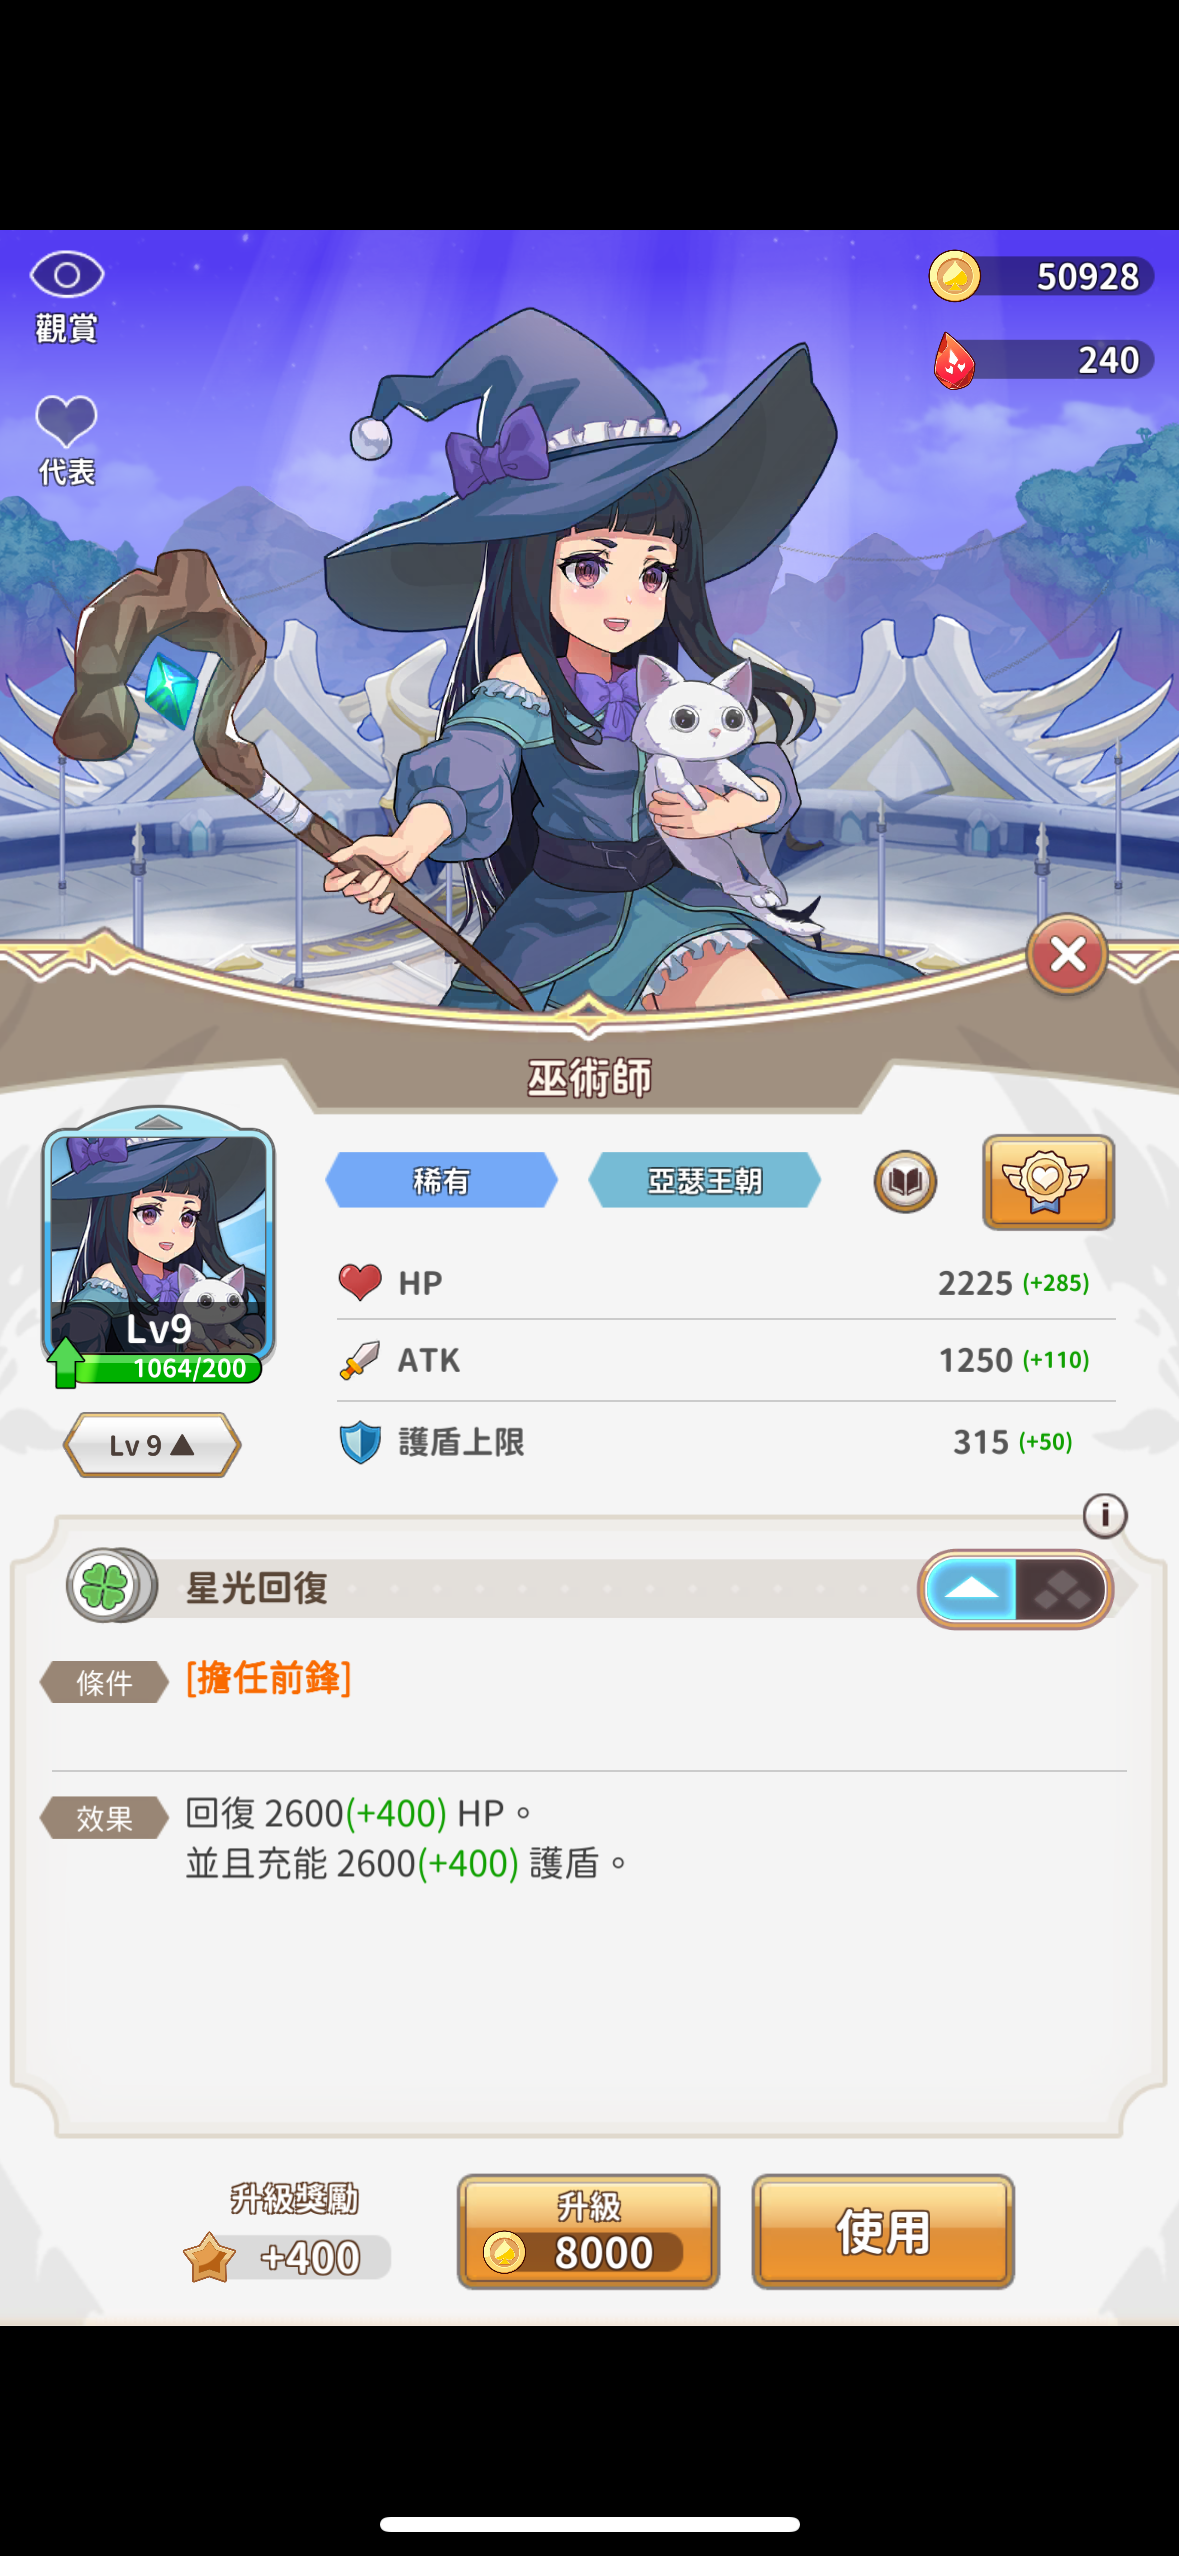 觀賞
50928
240
代表
巫術師
稀有
亞瑟王朝
HP
2225 (+285)
ATK
1250 (+110)
護盾上限
315 (+50)
Lv9
1064/200
Lv 9 ▲
i
星光回復
條件
[擔任前鋒]
效果
回復 2600(+400) HP。
並且充能 2600(+400) 護盾。
升級獎勵
+400
升級
8000
使用